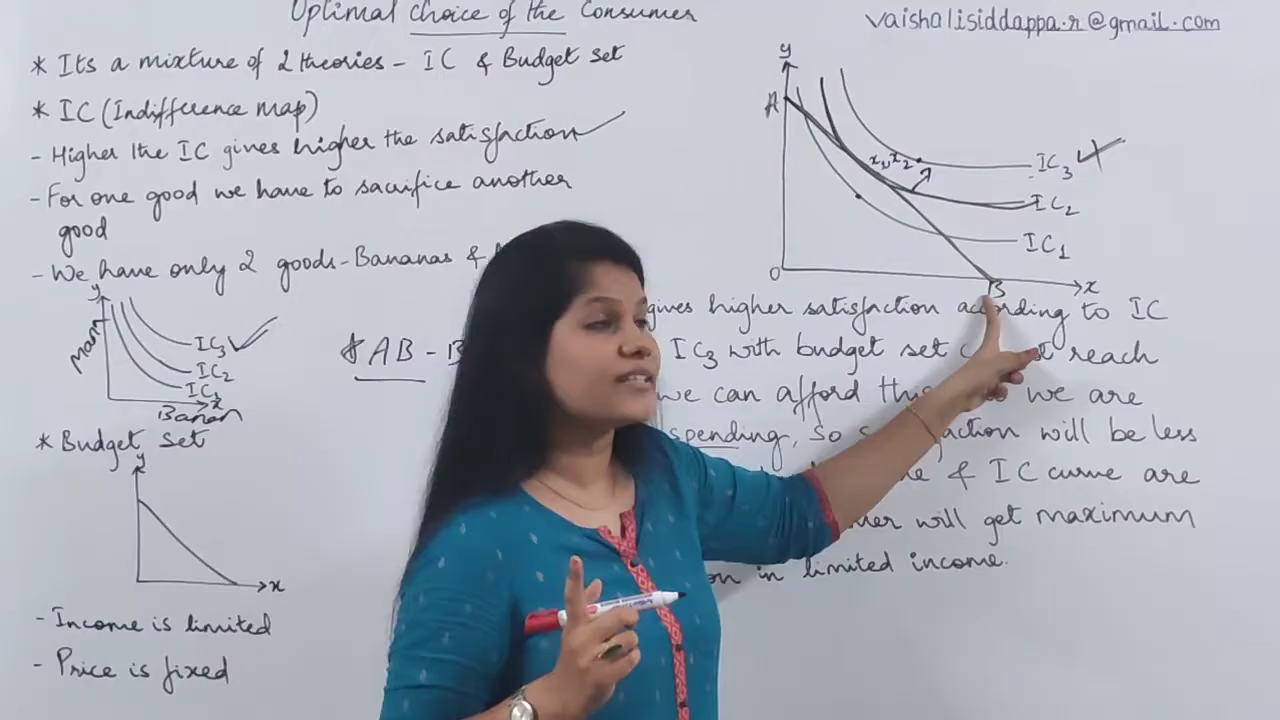 Optimal choice of the Consumer
vaishalisiddappa.r@gmail.com
* Its a mixture of 2 theories - IC & Budget set
* IC (Indifference map)
- Higher the IC gives higher the satisfaction
- For one good we have to sacrifice another
good
- We have only 2 goods - Bananas &
y
IC3
IC2
IC
x
Banan
* Budget set
y
x
- Income is limited
- Price is fixed
y
A
x1, x2
IC3
IC2
IC1
O
B
x
* AB - B
gives higher satisfaction acording to IC
IC3 with budget set reach
we can afford we are
spending, so will be less
& IC curve are
will get maximum
in limited income.